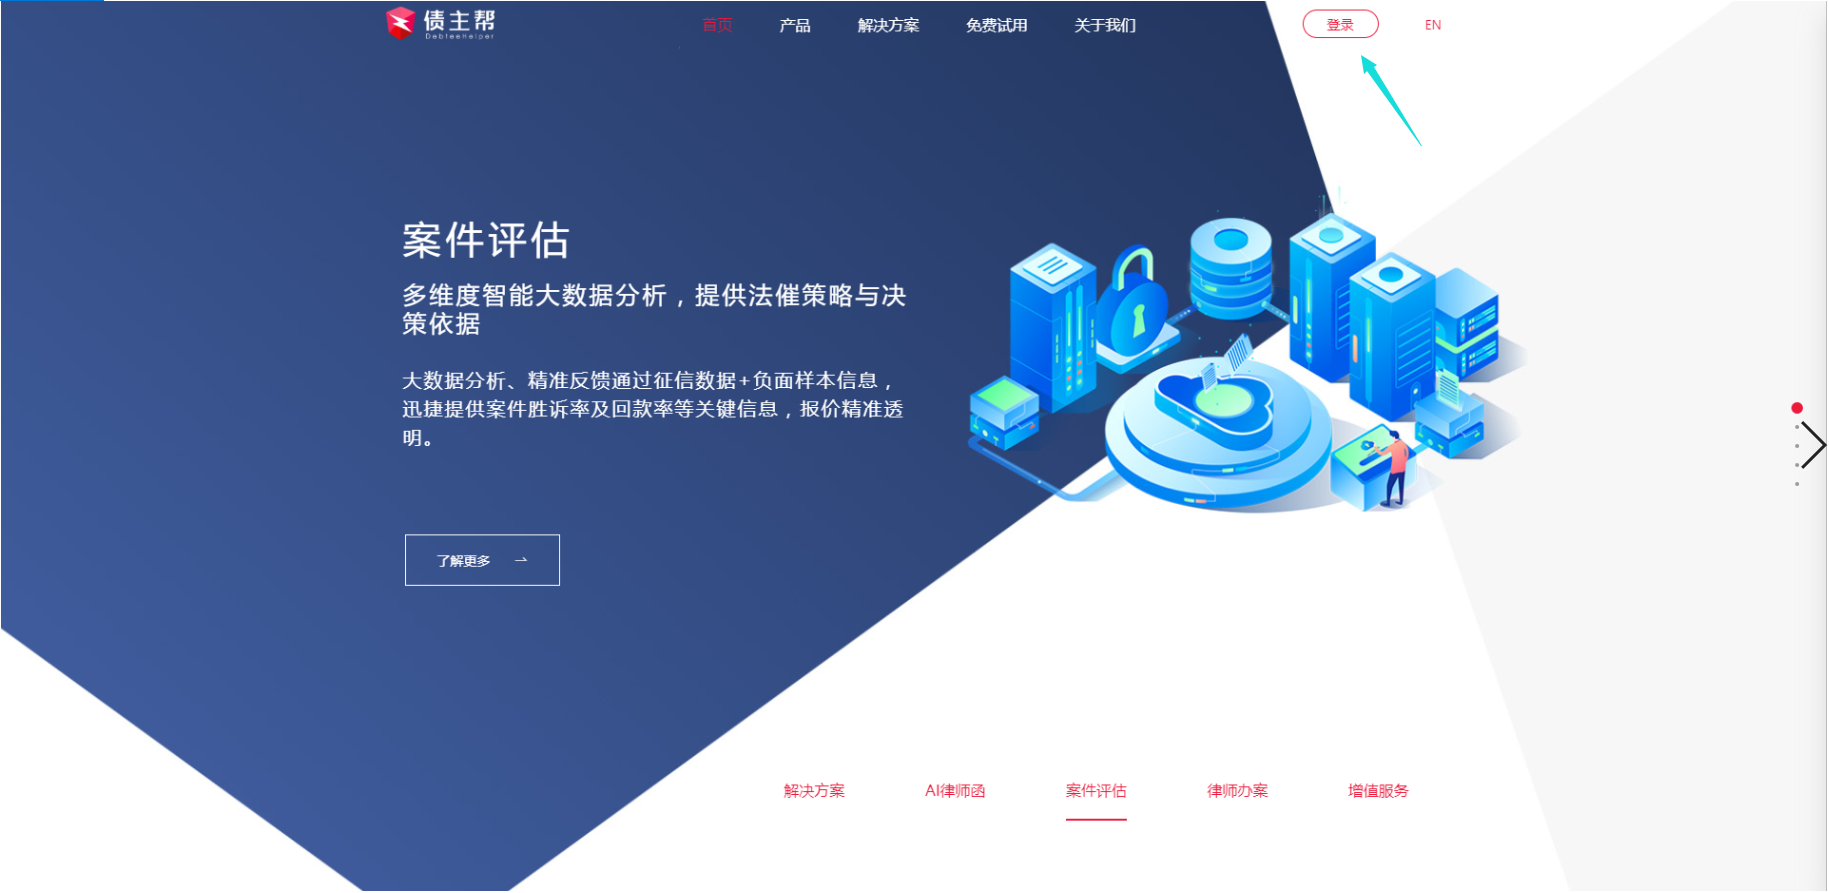 债主帮
DebteeHelper
首页
产品
解决方案
免费试用
关于我们
登录
EN
案件评估
多维度智能大数据分析，提供法催策略与决
策依据
大数据分析、精准反馈通过征信数据+负面样本信息，
迅捷提供案件胜诉率及回款率等关键信息，报价精准透
明。
了解更多
解决方案
AI律师函
案件评估
律师办案
增值服务